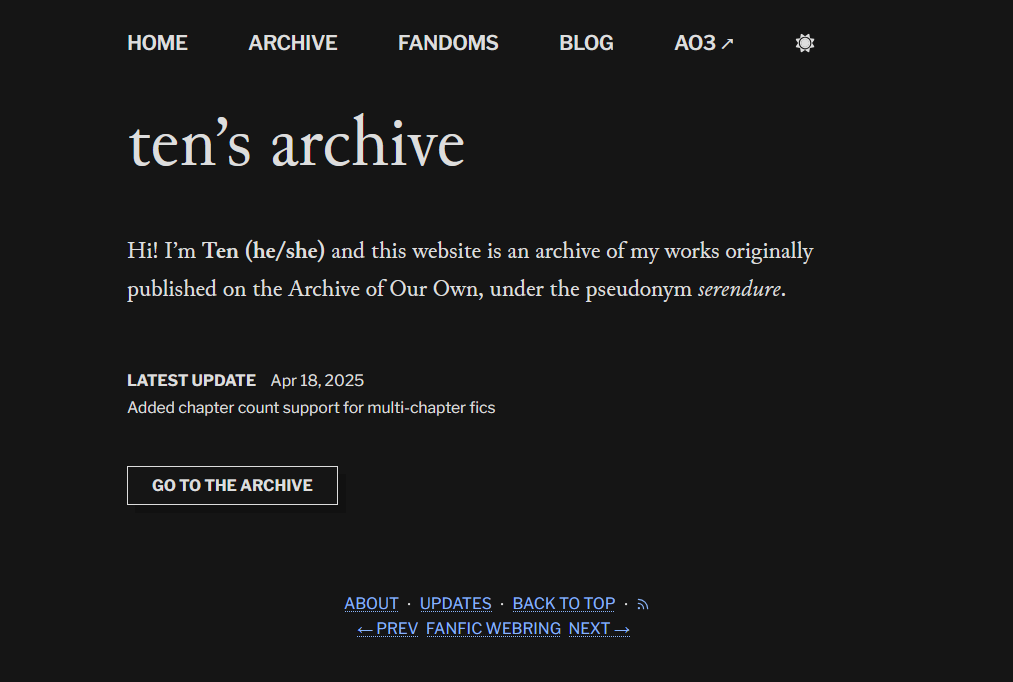 HOME ARCHIVE FANDOMS BLOG AO3 ↗
ten’s archive
Hi! I’m Ten (he/she) and this website is an archive of my works originally
published on the Archive of Our Own, under the pseudonym serendure.
LATEST UPDATE Apr 18, 2025
Added chapter count support for multi-chapter fics
GO TO THE ARCHIVE
ABOUT · UPDATES · BACK TO TOP ·
← PREV FANFIC WEBRING NEXT →